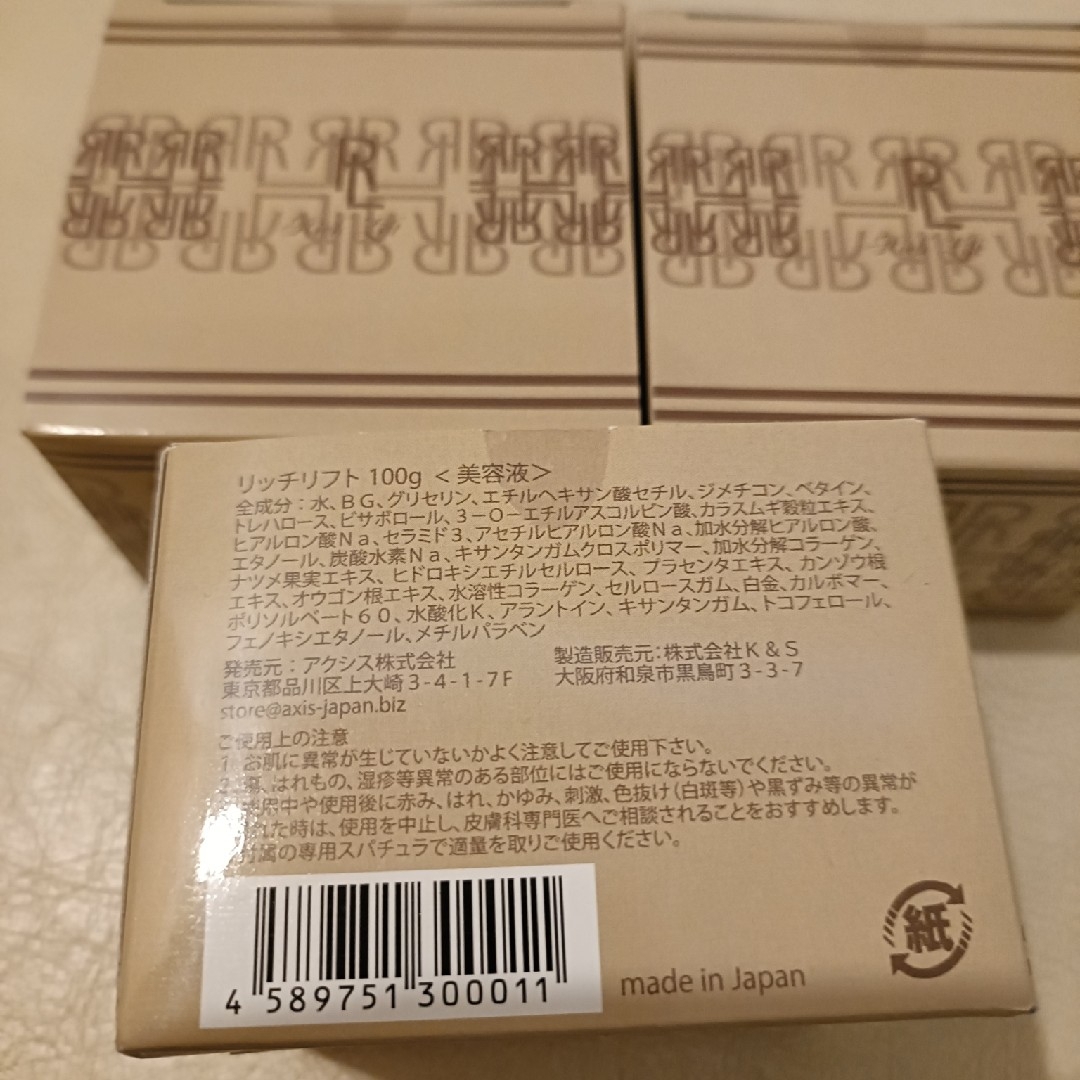 リッチリフト 100g ＜美容液＞
全成分：水、ＢＧ、グリセリン、エチルヘキサン酸セチル、ジメチコン、ベタイン、
トレハロース、ビサボロール、３－Ｏ－エチルアスコルビン酸、カラスムギ穀粒エキス、
ヒアルロン酸Ｎａ、セラミド３、アセチルヒアルロン酸Ｎａ、加水分解ヒアルロン酸、
エタノール、炭酸水素Ｎａ、キサンタンガムクロスポリマー、加水分解コラーゲン、
ナツメ果実エキス、ヒドロキシエチルセルロース、プラセンタエキス、カンゾウ根
エキス、オウゴン根エキス、水溶性コラーゲン、セルロースガム、白金、カルボマー、
ポリソルベート６０、水酸化Ｋ、アラントイン、キサンタンガム、トコフェロール、
フェノキシエタノール、メチルパラベン
発売元：アクシス株式会社
東京都品川区上大崎３-４-１-７Ｆ
store@axis-japan.biz
製造販売元：株式会社Ｋ＆Ｓ
大阪府和泉市黒鳥町３-３-７
ご使用上の注意
1. お肌に異常が生じていないかよく注意してご使用下さい。
はれもの、湿疹等異常のある部位にはご使用にならないでください。
使用中や使用後に赤み、はれ、かゆみ、刺激、色抜け（白斑等）や黒ずみ等の異常が
た時は、使用を中止し、皮膚科専門医へご相談されることをおすすめします。
付属の専用スパチュラで適量を取りご使用ください。
4 589751 300011
made in Japan
紙